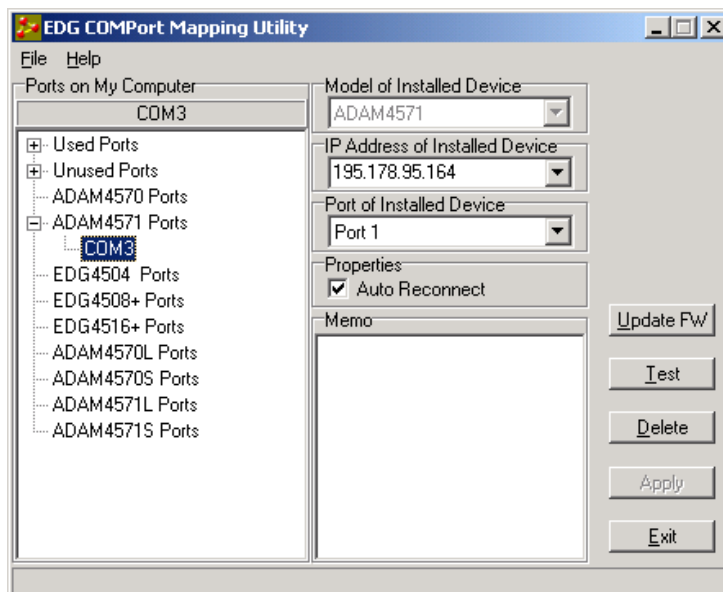 EDG COMPort Mapping Utility
File Help
Ports on My Computer
COM3
Used Ports
Unused Ports
ADAM4570 Ports
ADAM4571 Ports
COM3
EDG4504 Ports
EDG4508+ Ports
EDG4516+ Ports
ADAM4570L Ports
ADAM4570S Ports
ADAM4571L Ports
ADAM4571S Ports
Model of Installed Device
ADAM4571
IP Address of Installed Device
195.178.95.164
Port of Installed Device
Port 1
Properties
Auto Reconnect
Memo
Update FW
Test
Delete
Apply
Exit